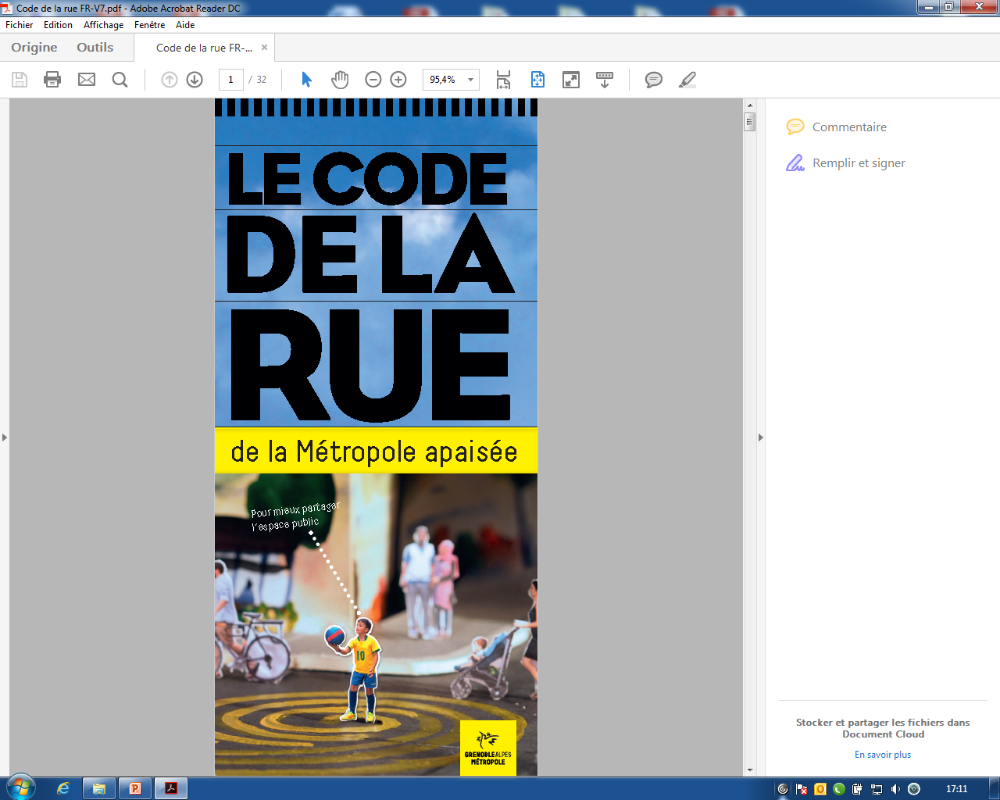 Code de la rue FR-V7.pdf - Adobe Acrobat Reader DC
Fichier Edition Affichage Fenêtre Aide
Origine Outils Code de la rue FR-...
1 / 32 95,4%
LE CODE
DE LA
RUE
de la Métropole apaisée
Pour mieux partager
l'espace public
10
GRENOBLEALPES
MÉTROPOLE
Commentaire
Remplir et signer
Stocker et partager les fichiers dans
Document Cloud
En savoir plus
17:11